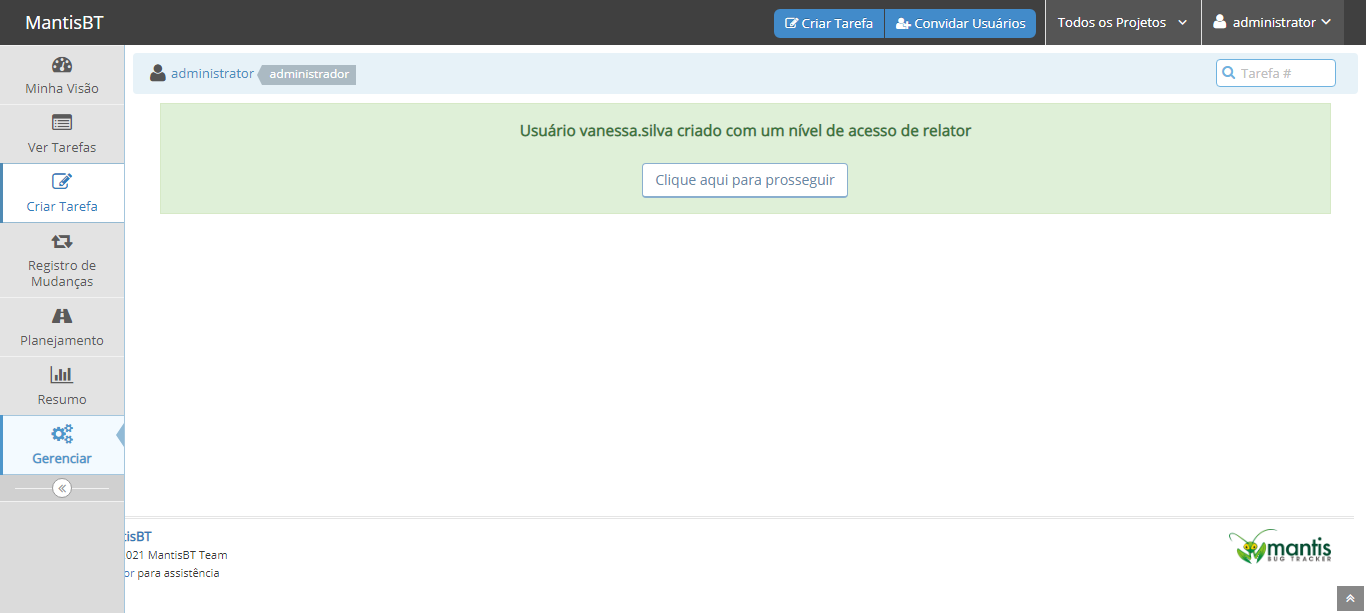 MantisBT
Criar Tarefa
Convidar Usuários
Todos os Projetos
administrator
Minha Visão
Ver Tarefas
Criar Tarefa
Registro de
Mudanças
Planejamento
Resumo
Gerenciar
administrator administrador
Tarefa #
Usuário vanessa.silva criado com um nível de acesso de relator
Clique aqui para prosseguir
tisBT
021 MantisBT Team
or para assistência
mantis
BUG TRACKER